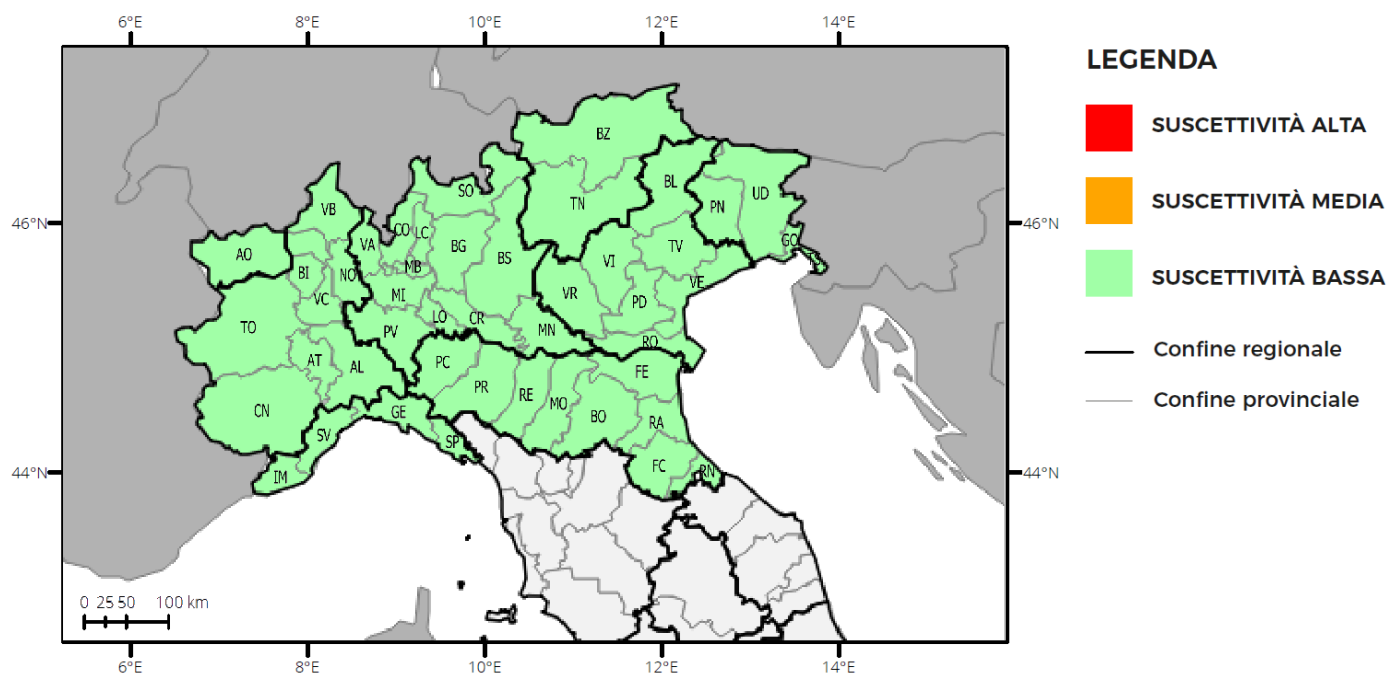 6°E 8°E 10°E 12°E 14°E
LEGENDA
SUSCETTIVITÀ ALTA
SUSCETTIVITÀ MEDIA
SUSCETTIVITÀ BASSA
Confine regionale
Confine provinciale
BZ
SO
BL
UD
TN
VB
PN
46°N
46°N
CO
LC
VA
BG
TV
GO
AO
BS
VI
BI
NO
MB
VE
VC
MI
VR
PD
TO
LO
CR
PV
MN
RO
AT
AL
PC
FE
PR
RE
MO
CN
GE
BO
RA
SV
SP
44°N
44°N
IM
FC
RN
0 25 50 100 km
6°E 8°E 10°E 12°E 14°E